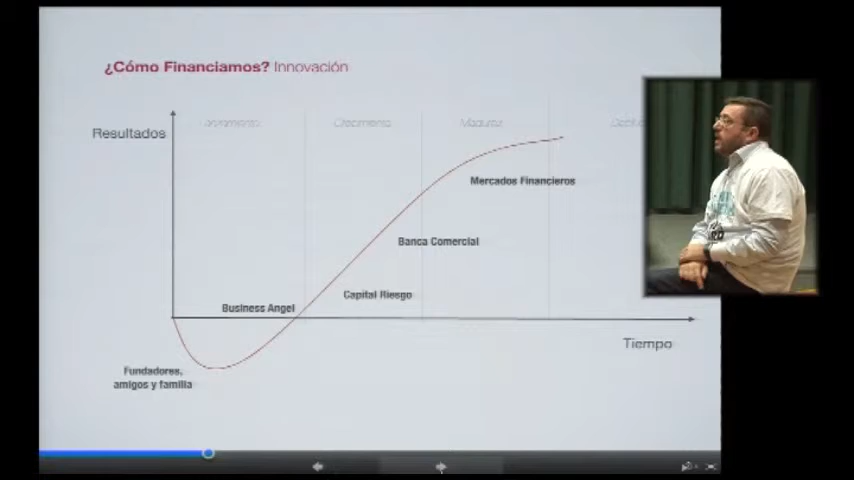 ¿Cómo Financiamos? Innovación
Lanzamiento Crecimiento Madurez
Resultados
Mercados Financieros
Banca Comercial
Capital Riesgo
Business Angel
Tiempo
Fundadores,
amigos y familia